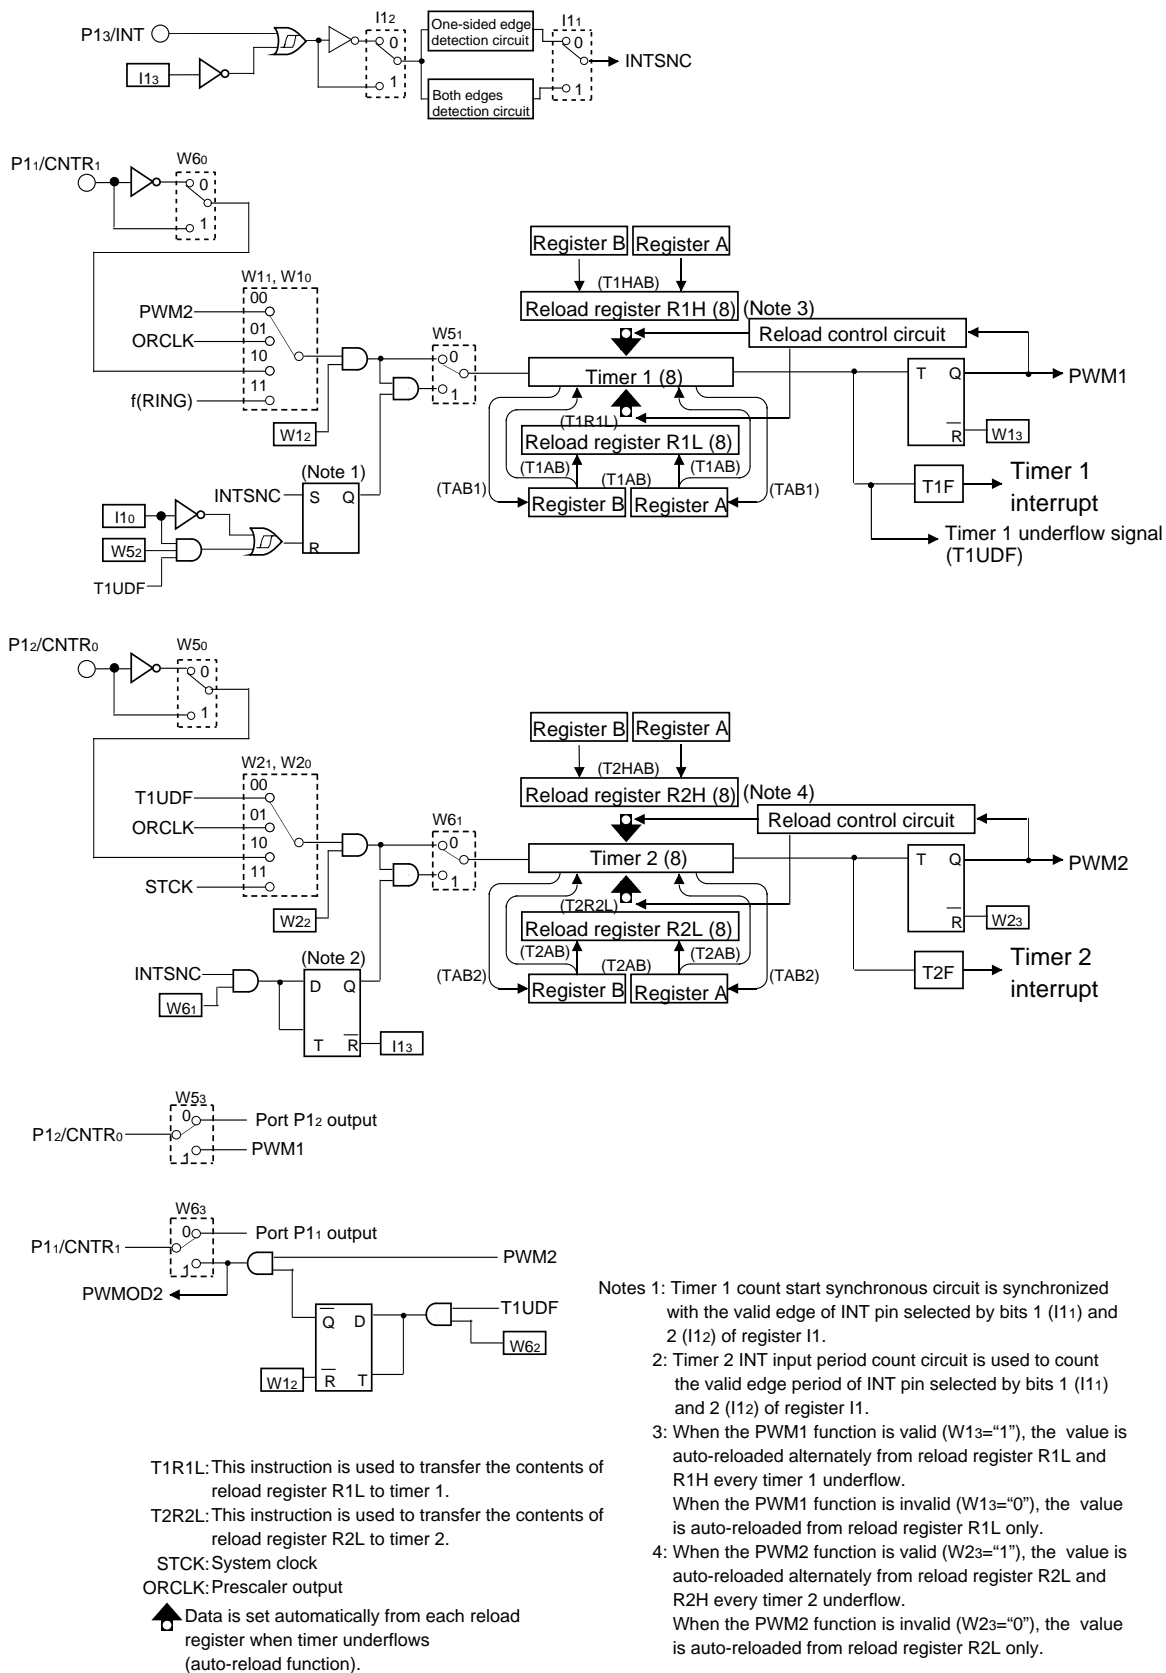 I12
I11
P13/INT
0
One-sided edge
detection circuit
0
INTSNC
I13
1
Both edges
detection circuit
1
P11/CNTR1
W60
0
1
Register B
Register A
(T1HAB)
W11, W10
Reload register R1H (8)
(Note 3)
00
PWM2
01
ORCLK
10
11
f(RING)
W51
0
1
Reload control circuit
Timer 1 (8)
T
Q
PWM1
R
W13
W12
(T1R1L)
Reload register R1L (8)
(T1AB)
(T1AB)
(T1AB)
(TAB1)
(TAB1)
Register B
Register A
(Note 1)
INTSNC
S
Q
R
I10
W52
T1UDF
T1F
Timer 1
interrupt
Timer 1 underflow signal
(T1UDF)
P12/CNTR0
W50
0
1
Register B
Register A
(T2HAB)
W21, W20
Reload register R2H (8)
(Note 4)
00
T1UDF
01
ORCLK
10
11
STCK
W61
0
1
Reload control circuit
Timer 2 (8)
T
Q
PWM2
R
W23
W22
(T2R2L)
Reload register R2L (8)
(T2AB)
(T2AB)
(T2AB)
(TAB2)
(TAB2)
Register B
Register A
(Note 2)
INTSNC
W61
D
Q
T
R
I13
T2F
Timer 2
interrupt
W53
P12/CNTR0
0
Port P12 output
1
PWM1
W63
P11/CNTR1
0
Port P11 output
1
PWM2
PWMOD2
Q
D
R
T
T1UDF
W62
W12
Notes 1: Timer 1 count start synchronous circuit is synchronized
with the valid edge of INT pin selected by bits 1 (I11) and
2 (I12) of register I1.
2: Timer 2 INT input period count circuit is used to count
the valid edge period of INT pin selected by bits 1 (I11)
and 2 (I12) of register I1.
3: When the PWM1 function is valid (W13=“1”), the value is
auto-reloaded alternately from reload register R1L and
R1H every timer 1 underflow.
When the PWM1 function is invalid (W13=“0”), the value
is auto-reloaded from reload register R1L only.
4: When the PWM2 function is valid (W23=“1”), the value is
auto-reloaded alternately from reload register R2L and
R2H every timer 2 underflow.
When the PWM2 function is invalid (W23=“0”), the value
is auto-reloaded from reload register R2L only.
T1R1L: This instruction is used to transfer the contents of
reload register R1L to timer 1.
T2R2L: This instruction is used to transfer the contents of
reload register R2L to timer 2.
STCK: System clock
ORCLK: Prescaler output
Data is set automatically from each reload
register when timer underflows
(auto-reload function).